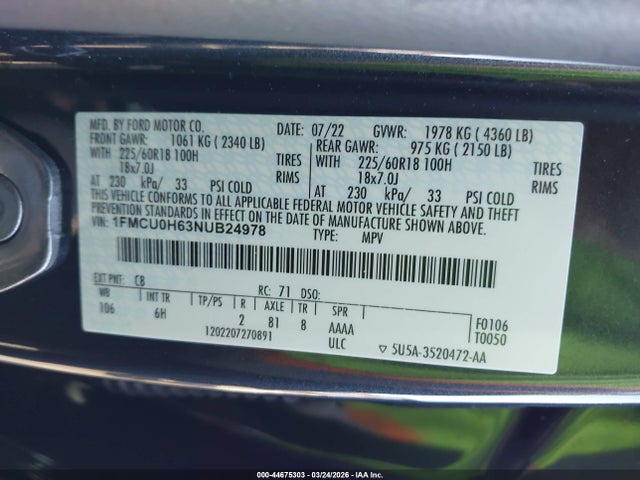 MFD. BY FORD MOTOR CO.
DATE: 07/22 GVWR: 1978 KG ( 4360 LB)
FRONT GAWR: 1061 KG ( 2340 LB) REAR GAWR: 975 KG ( 2150 LB)
WITH 225/60R18 100H TIRES WITH 225/60R18 100H TIRES
18x7.0J RIMS 18x7.0J RIMS
AT 230 kPa/ 33 PSI COLD AT 230 kPa/ 33 PSI COLD
THIS VEHICLE CONFORMS TO ALL APPLICABLE FEDERAL MOTOR VEHICLE SAFETY AND THEFT
PREVENTION STANDARDS IN EFFECT ON THE DATE OF MANUFACTURE SHOWN ABOVE.
VIN: 1FMCU0H63NUB24978 TYPE: MPV
EXT PNT: CB RC: 71 DSO:
WB INT TR TP/PS R AXLE TR SPR
106 6H 2 81 8 AAAA F0106
1202207270891 ULC T0050
▽ 5U5A-3520472-AA
000-44675303 - 03/24/2026 - IAA Inc.